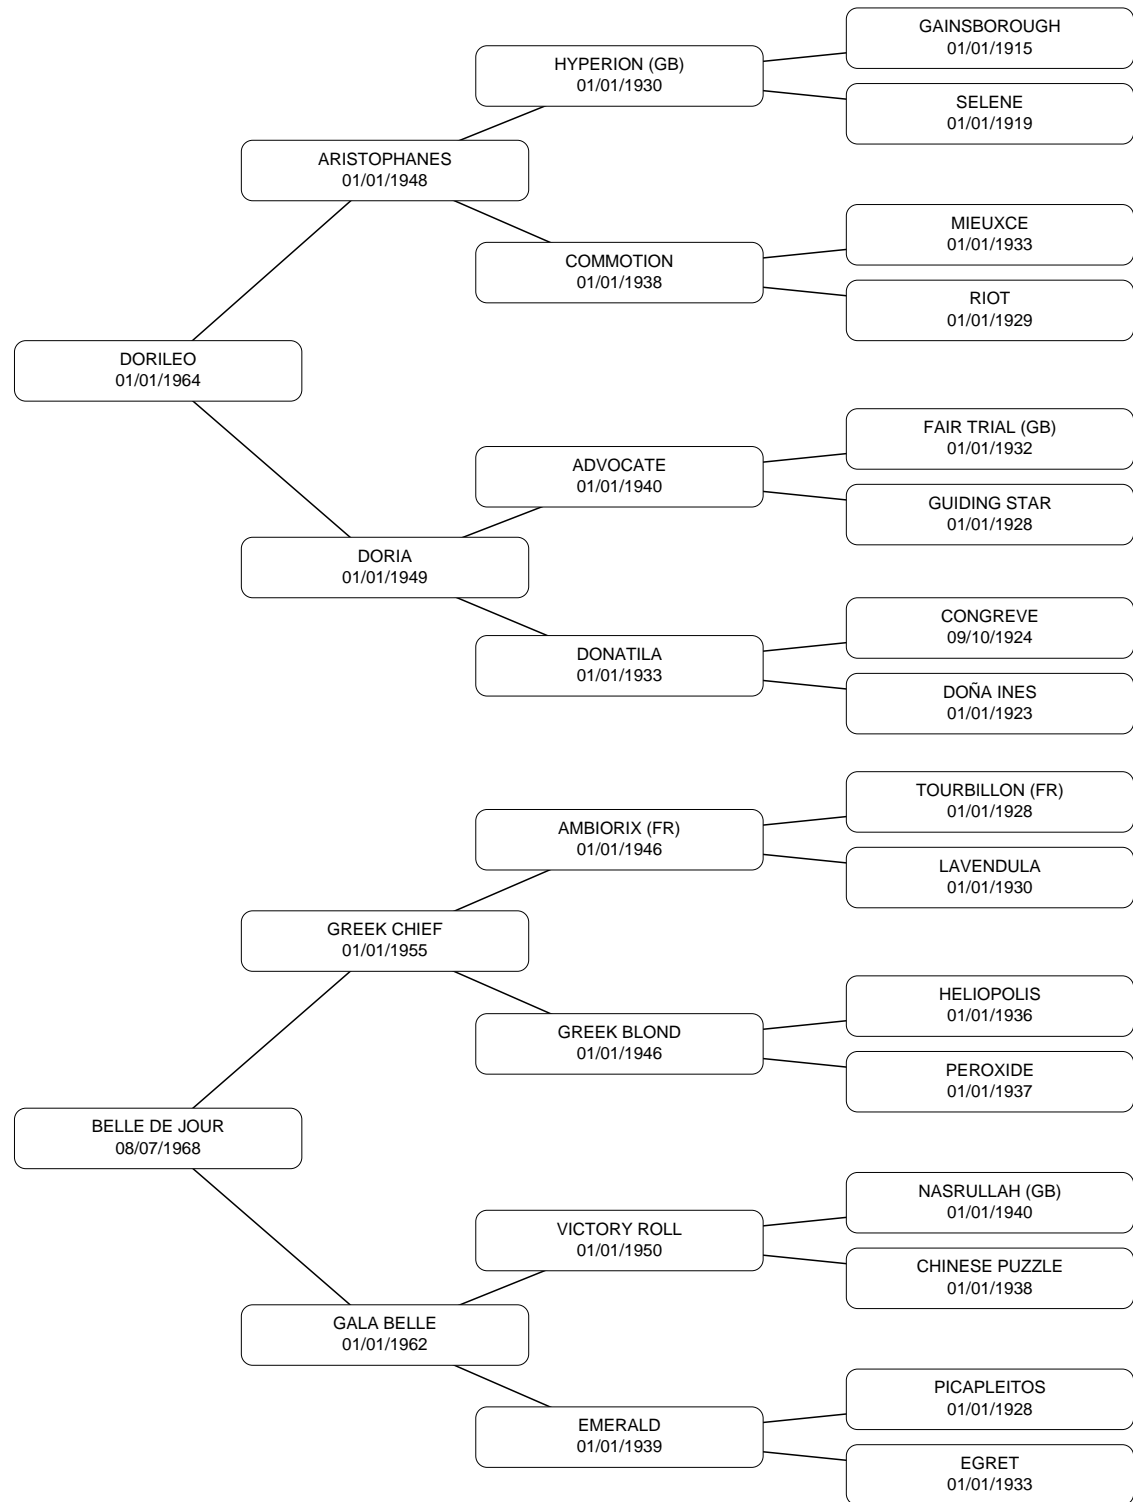 GAINSBOROUGH
01/01/1915
HYPERION (GB)
01/01/1930
SELENE
01/01/1919
ARISTOPHANES
01/01/1948
MIEUXCE
01/01/1933
COMMOTION
01/01/1938
RIOT
01/01/1929
DORILEO
01/01/1964
FAIR TRIAL (GB)
01/01/1932
ADVOCATE
01/01/1940
GUIDING STAR
01/01/1928
DORIA
01/01/1949
CONGREVE
09/10/1924
DONATILA
01/01/1933
DOÑA INES
01/01/1923
TOURBILLON (FR)
01/01/1928
AMBIORIX (FR)
01/01/1946
LAVENDULA
01/01/1930
GREEK CHIEF
01/01/1955
HELIOPOLIS
01/01/1936
GREEK BLOND
01/01/1946
PEROXIDE
01/01/1937
BELLE DE JOUR
08/07/1968
NASRULLAH (GB)
01/01/1940
VICTORY ROLL
01/01/1950
CHINESE PUZZLE
01/01/1938
GALA BELLE
01/01/1962
PICAPLEITOS
01/01/1928
EMERALD
01/01/1939
EGRET
01/01/1933